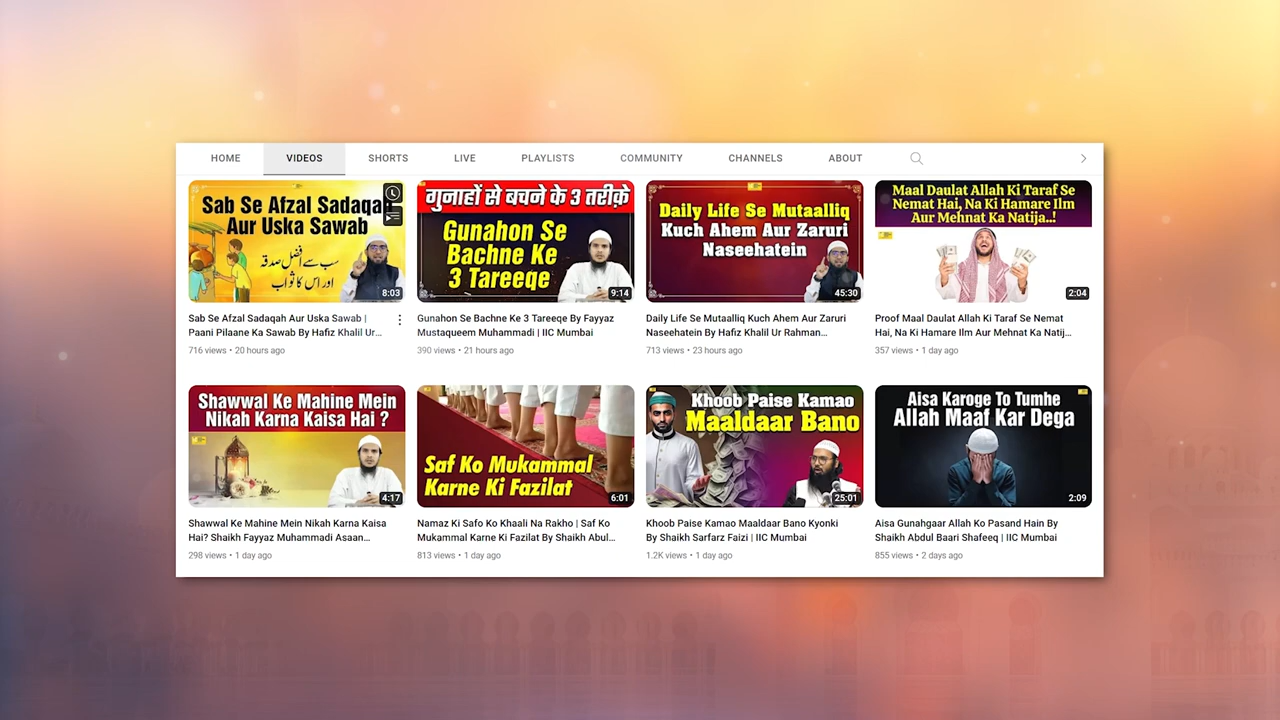 HOME VIDEOS SHORTS LIVE PLAYLISTS COMMUNITY CHANNELS ABOUT
Sab Se Afzal Sadaqah
Aur Uska Sawab
سب سے افضل صدقہ
اور اس کا ثواب
8:03
गुनाहों से बचने के 3 तरीक़े
Gunahon Se
Bachne Ke
3 Tareeqe
9:14
Daily Life Se Mutaalliq
Kuch Ahem Aur Zaruri
Naseehatein
45:30
Maal Daulat Allah Ki Taraf Se
Nemat Hai, Na Ki Hamare Ilm
Aur Mehnat Ka Natija..!
2:04
Sab Se Afzal Sadaqah Aur Uska Sawab |
Paani Pilaane Ka Sawab By Hafiz Khalil Ur...
716 views • 20 hours ago
Gunahon Se Bachne Ke 3 Tareeqe By Fayyaz
Mustaqueem Muhammadi | IIC Mumbai
390 views • 21 hours ago
Daily Life Se Mutaalliq Kuch Ahem Aur Zaruri
Naseehatein By Hafiz Khalil Ur Rahman...
713 views • 23 hours ago
Proof Maal Daulat Allah Ki Taraf Se Nemat
Hai, Na Ki Hamare Ilm Aur Mehnat Ka Natij...
357 views • 1 day ago
Shawwal Ke Mahine Mein
Nikah Karna Kaisa Hai ?
4:17
Saf Ko Mukammal
Karne Ki Fazilat
6:01
Khoob Paise Kamao
Maaldaar Bano
25:01
Aisa Karoge To Tumhe
Allah Maaf Kar Dega
2:09
Shawwal Ke Mahine Mein Nikah Karna Kaisa
Hai? Shaikh Fayyaz Muhammadi Asaan...
298 views • 1 day ago
Namaz Ki Safo Ko Khaali Na Rakho | Saf Ko
Mukammal Karne Ki Fazilat By Shaikh Abul...
813 views • 1 day ago
Khoob Paise Kamao Maaldaar Bano Kyonki
By Shaikh Sarfarz Faizi | IIC Mumbai
1.2K views • 1 day ago
Aisa Gunahgaar Allah Ko Pasand Hain By
Shaikh Abdul Baari Shafeeq | IIC Mumbai
855 views • 2 days ago